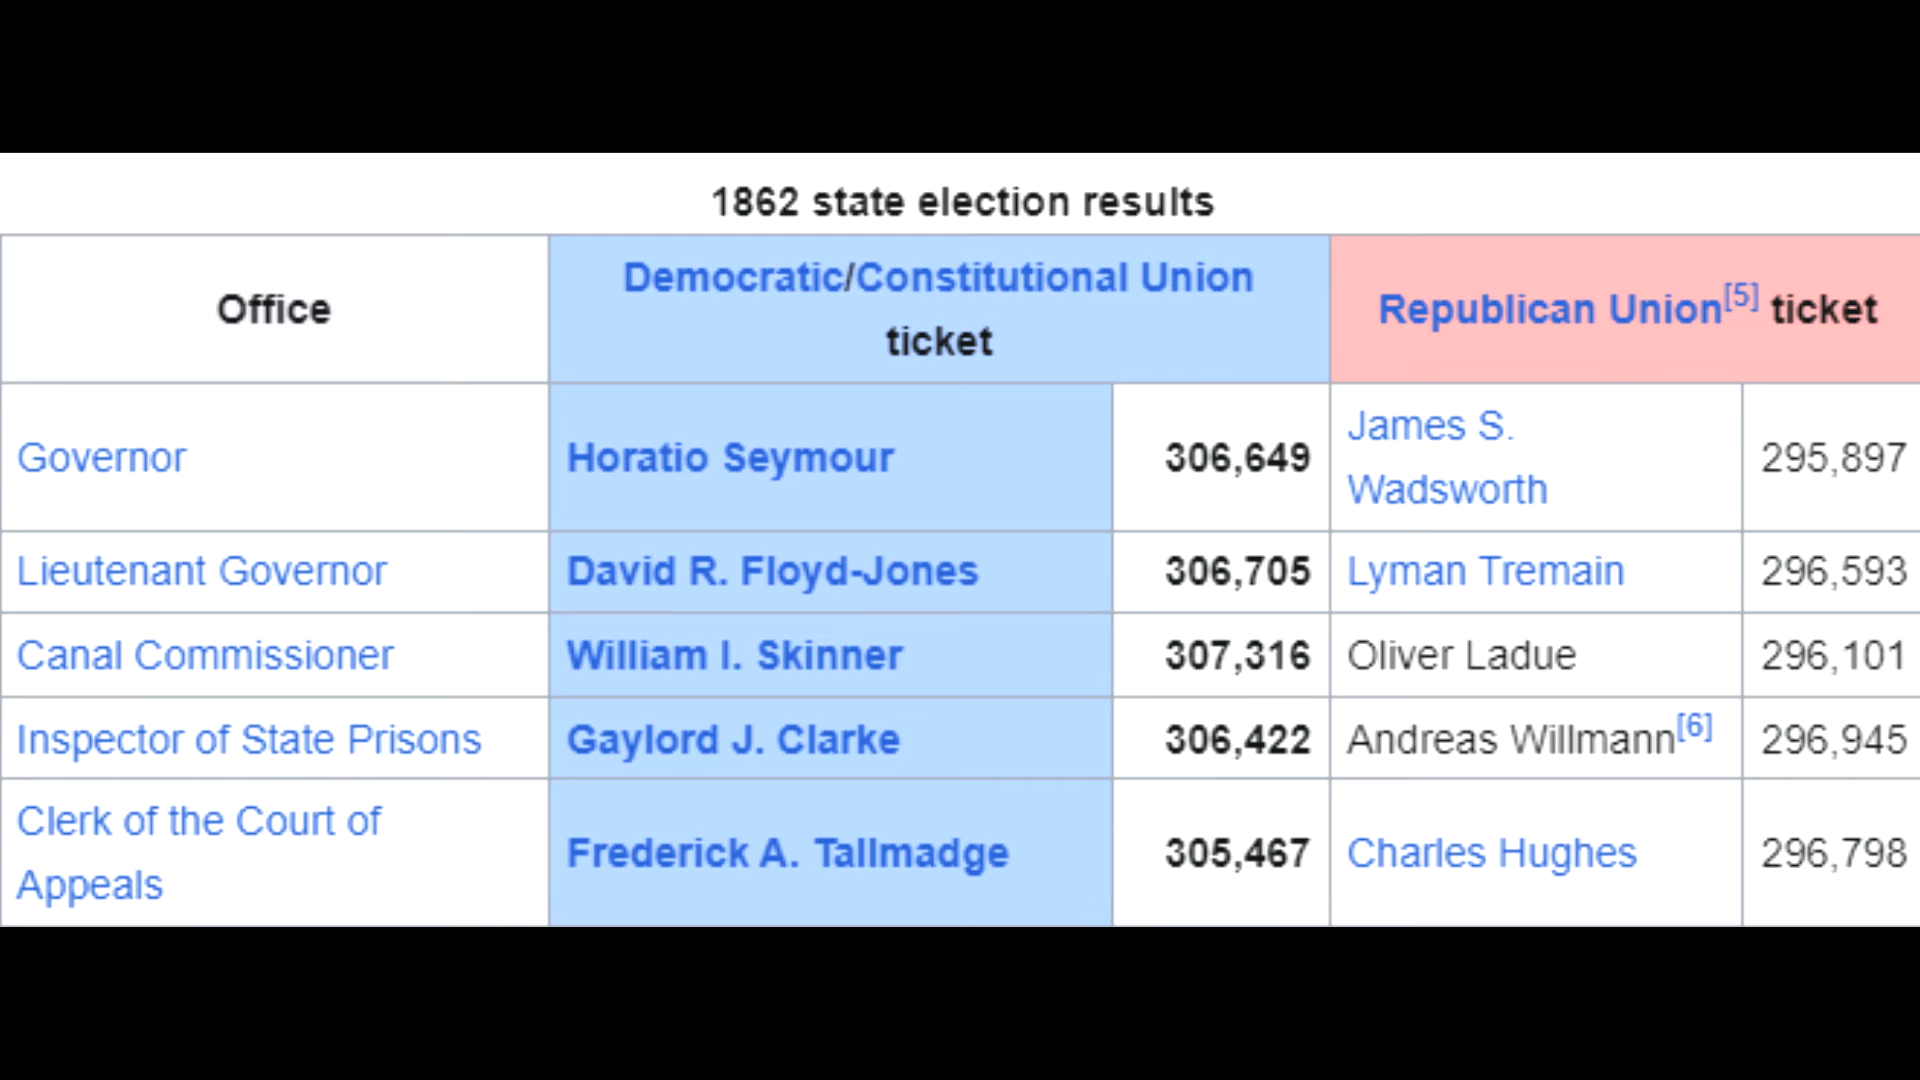 1862 state election results
Office
Democratic/Constitutional Union
ticket
Republican Union[5] ticket
Governor
Horatio Seymour
306,649
James S.
Wadsworth
295,897
Lieutenant Governor
David R. Floyd-Jones
306,705
Lyman Tremain
296,593
Canal Commissioner
William I. Skinner
307,316
Oliver Ladue
296,101
Inspector of State Prisons
Gaylord J. Clarke
306,422
Andreas Willmann[6]
296,945
Clerk of the Court of
Appeals
Frederick A. Tallmadge
305,467
Charles Hughes
296,798